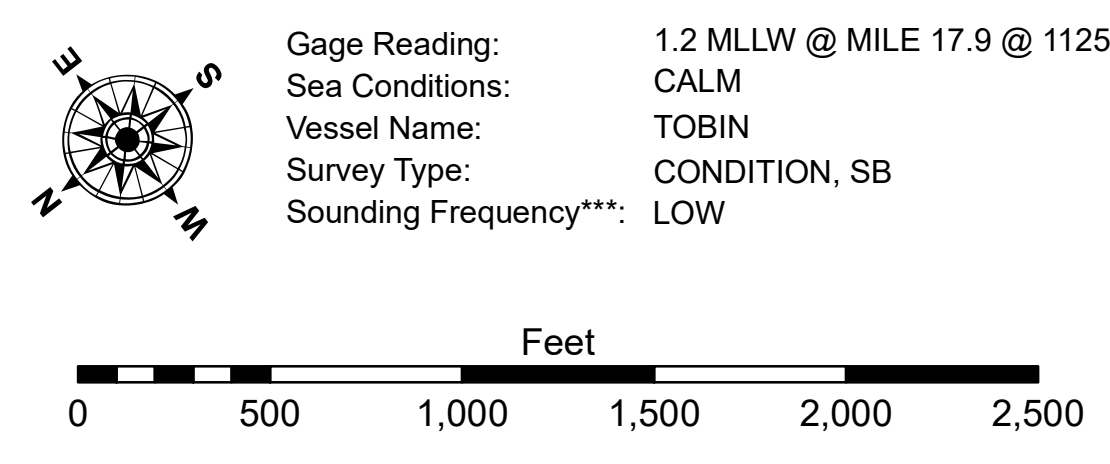 E
S
N
W
Gage Reading: 1.2 MLLW @ MILE 17.9 @ 1125
Sea Conditions: CALM
Vessel Name: TOBIN
Survey Type: CONDITION, SB
Sounding Frequency***: LOW
Feet
0 500 1,000 1,500 2,000 2,500